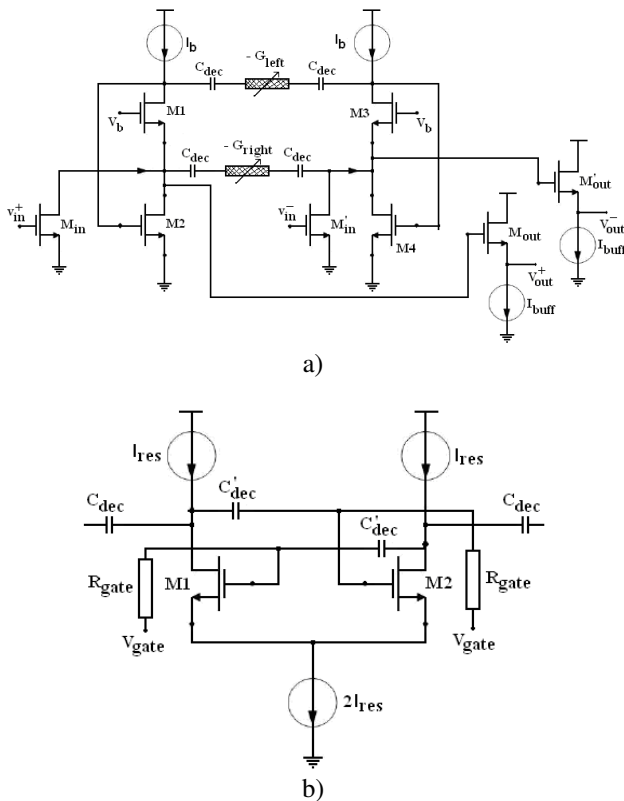 I_b I_b
C_dec - G_left C_dec
M1 M3
V_b V_b
C_dec - G_right C_dec
v_in^+ M_in M2 v_in^- M'_in M4 M_out M'_out
V_out^-
I_buff
V_out^+
I_buff
a)
I_res I_res
C_dec C'_dec C_dec
C'_dec
R_gate M1 M2 R_gate
V_gate V_gate
2I_res
b)